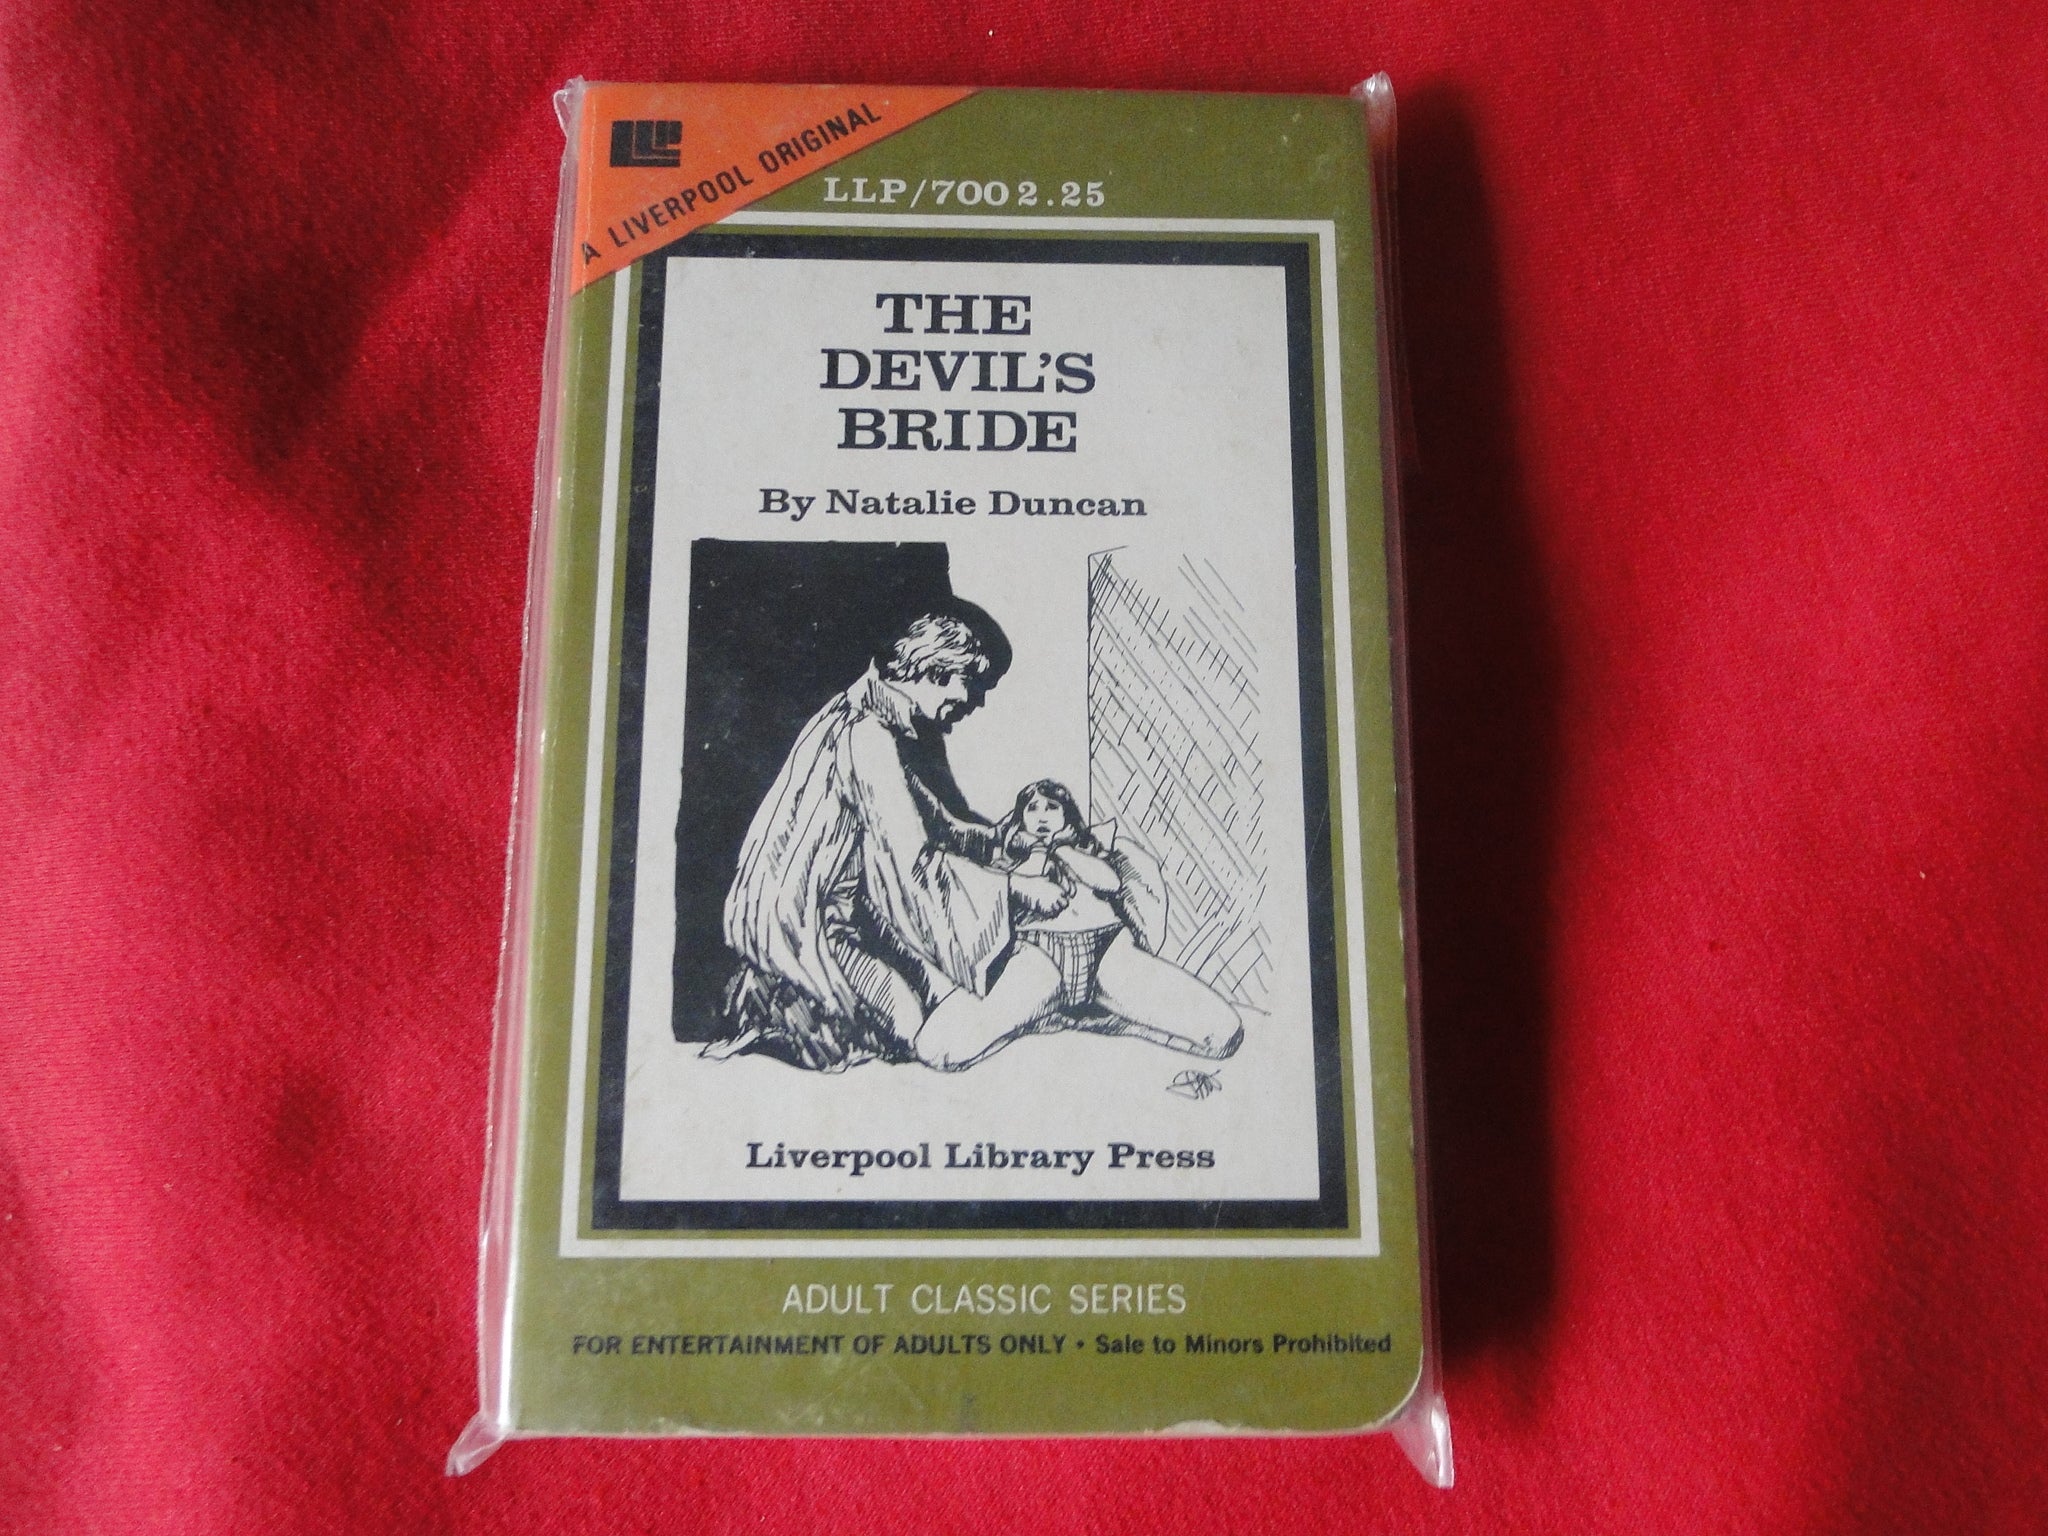 A LIVERPOOL ORIGINAL
LLP/700 2.25
THE
DEVIL'S
BRIDE
By Natalie Duncan
Liverpool Library Press
ADULT CLASSIC SERIES
FOR ENTERTAINMENT OF ADULTS ONLY • Sale to Minors Prohibited